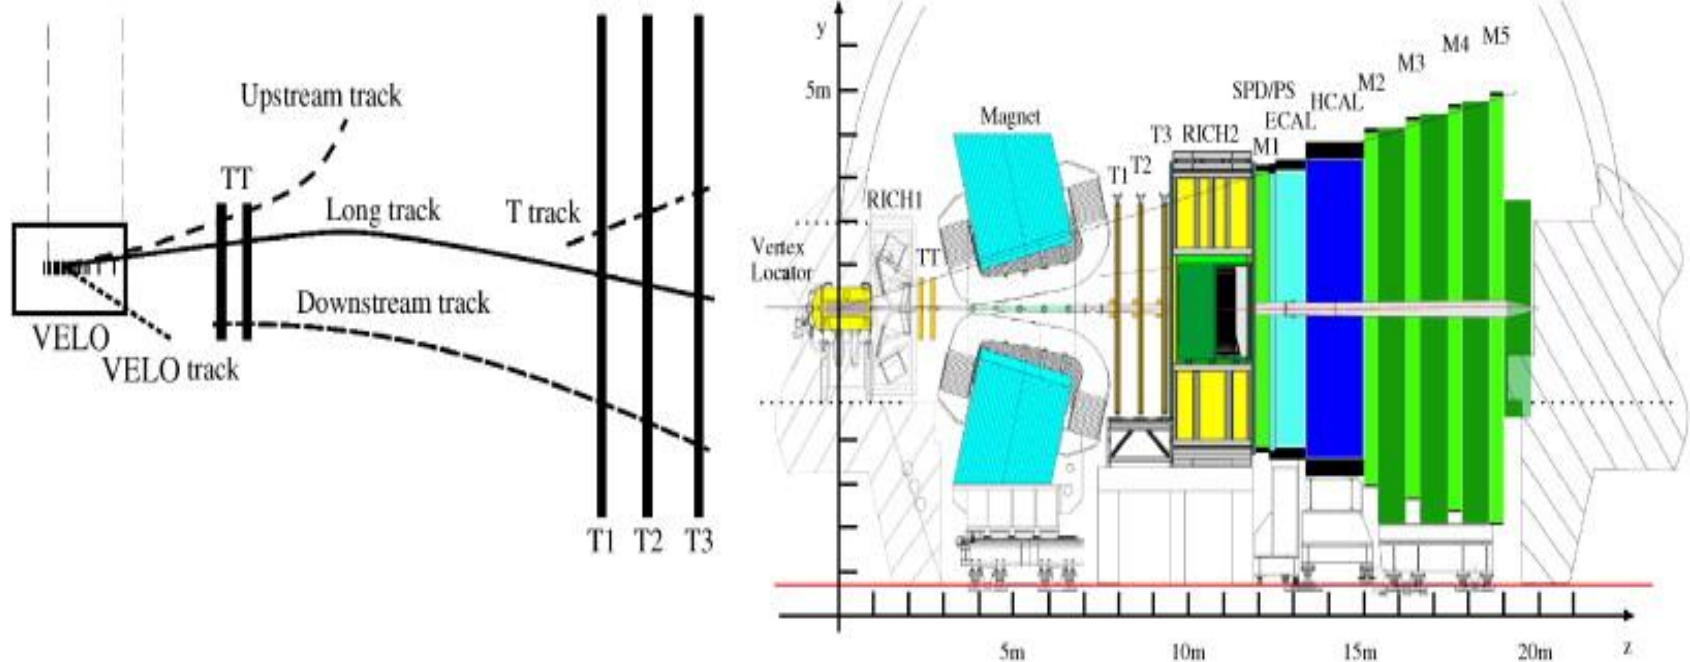 Upstream track
TT
Long track
T track
Downstream track
VELO
VELO track
T1 T2 T3
y
5m
Magnet
RICH1
Vertex
Locator
TT
T1
T2
T3
RICH2
M1
SPD/PS
ECAL
HCAL
M2
M3
M4
M5
5m
10m
15m
20m
z